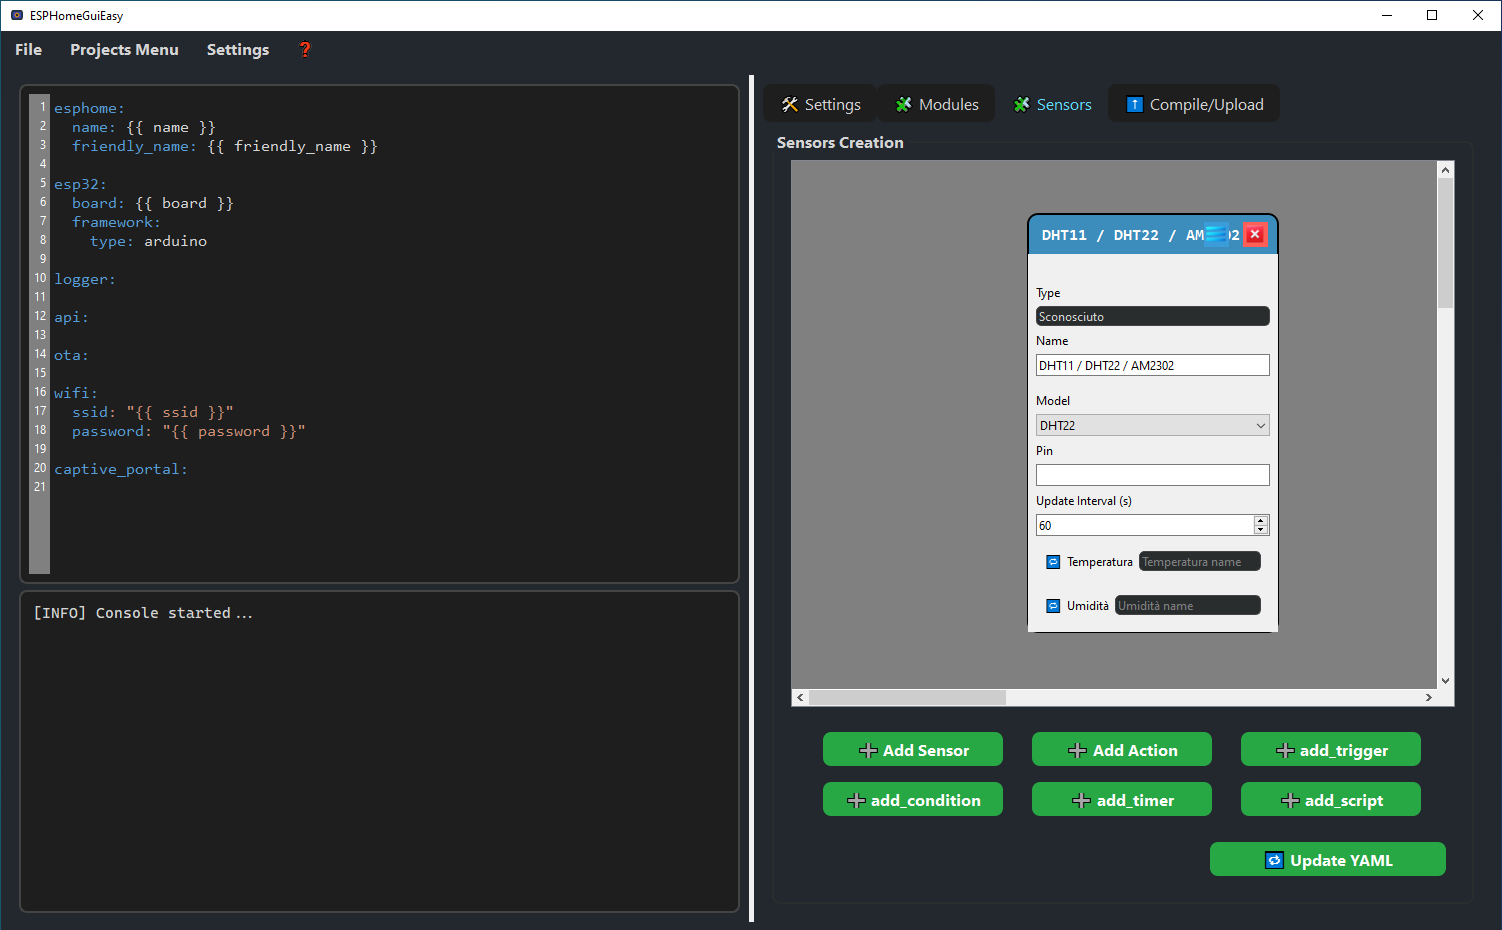 ESPHomeGuiEasy
File Projects Menu Settings ?
1 esphome:
2 name: {{ name }}
3 friendly_name: {{ friendly_name }}
4
5 esp32:
6 board: {{ board }}
7 framework:
8 type: arduino
9
10 logger:
11
12 api:
13
14 ota:
15
16 wifi:
17 ssid: "{{ ssid }}"
18 password: "{{ password }}"
19
20 captive_portal:
21
[INFO] Console started...
Settings Modules Sensors Compile/Upload
Sensors Creation
DHT11 / DHT22 / AM
Type
Sconosciuto
Name
DHT11 / DHT22 / AM2302
Model
DHT22
Pin
Update Interval (s)
60
Temperatura Temperatura name
Umidità Umidità name
Add Sensor Add Action add_trigger
add_condition add_timer add_script
Update YAML